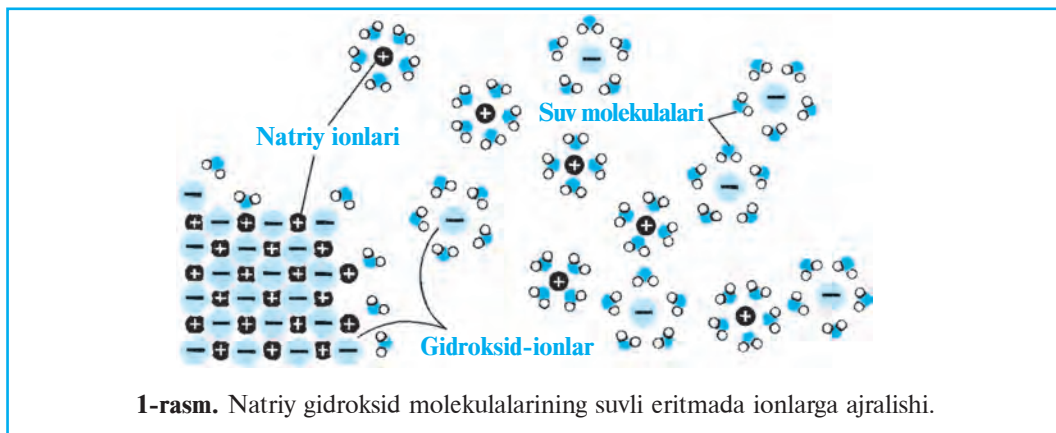 Natriy ionlari
Suv molekulalari
Gidroksid-ionlar
1-rasm. Natriy gidroksid molekulalarining suvli eritmada ionlarga ajralishi.